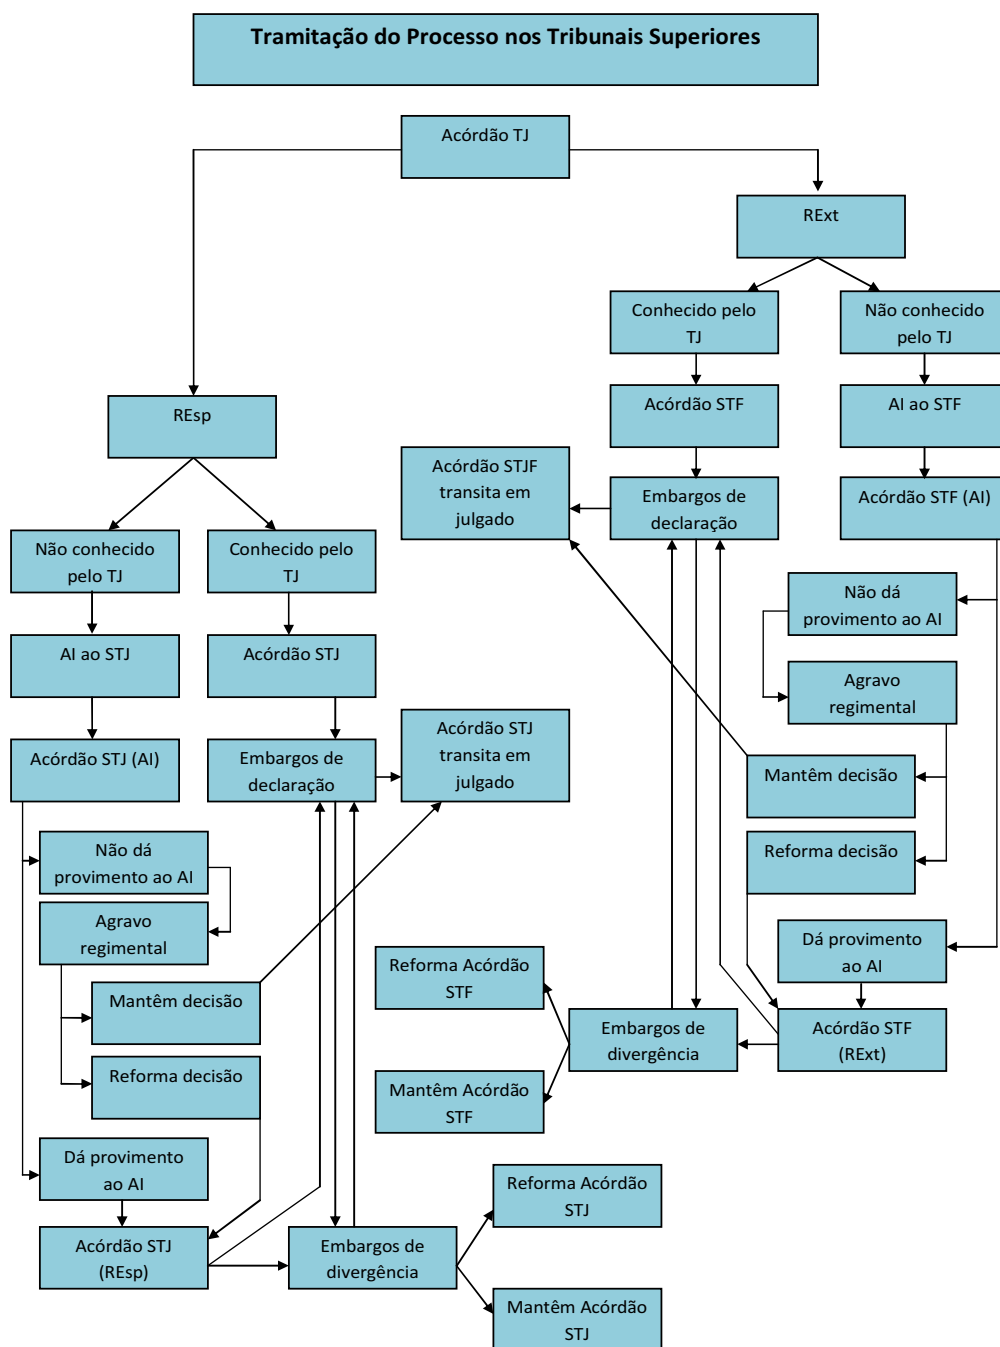 Tramitação do Processo nos Tribunais Superiores
Acórdão TJ
RExt
Conhecido pelo
TJ
Não conhecido
pelo TJ
Acórdão STF
AI ao STF
REsp
Acórdão STJF
transita em
julgado
Embargos de
declaração
Acórdão STF (AI)
Não conhecido
pelo TJ
Conhecido pelo
TJ
Não dá
provimento ao AI
AI ao STJ
Acórdão STJ
Agravo
regimental
Acórdão STJ (AI)
Embargos de
declaração
Acórdão STJ
transita em
julgado
Mantêm decisão
Não dá
provimento ao AI
Reforma decisão
Agravo
regimental
Dá provimento
ao AI
Reforma Acórdão
STF
Mantêm decisão
Embargos de
divergência
Acórdão STF
(RExt)
Reforma decisão
Mantêm Acórdão
STF
Dá provimento
ao AI
Reforma Acórdão
STJ
Acórdão STJ
(REsp)
Embargos de
divergência
Mantêm Acórdão
STJ